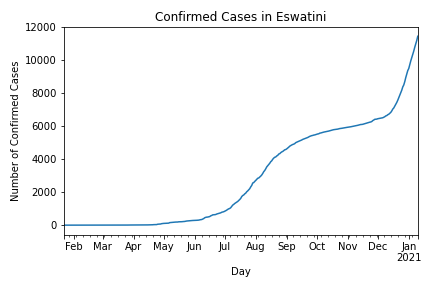 Confirmed Cases in Eswatini
12000
10000
8000
6000
4000
2000
0
Number of Confirmed Cases
Feb Mar Apr May Jun Jul Aug Sep Oct Nov Dec Jan
2021
Day